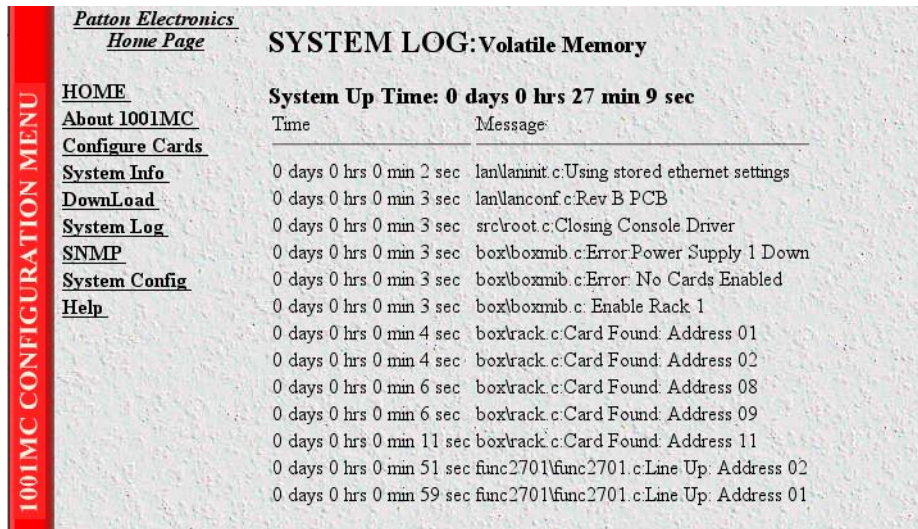 1001MC CONFIGURATION MENU
Patton Electronics
Home Page
HOME
About 1001MC
Configure Cards
System Info
DownLoad
System Log
SNMP
System Config
Help
SYSTEM LOG:Volatile Memory
System Up Time: 0 days 0 hrs 27 min 9 sec
Time Message
0 days 0 hrs 0 min 2 sec lan\laninit.c:Using stored ethernet settings
0 days 0 hrs 0 min 3 sec lan\lanconf.c:Rev B PCB
0 days 0 hrs 0 min 3 sec src\root.c:Closing Console Driver
0 days 0 hrs 0 min 3 sec box\boxmib.c:Error:Power Supply 1 Down
0 days 0 hrs 0 min 3 sec box\boxmib.c:Error: No Cards Enabled
0 days 0 hrs 0 min 3 sec box\boxmib.c: Enable Rack 1
0 days 0 hrs 0 min 4 sec box\rack.c:Card Found: Address 01
0 days 0 hrs 0 min 4 sec box\rack.c:Card Found: Address 02
0 days 0 hrs 0 min 6 sec box\rack.c:Card Found: Address 08
0 days 0 hrs 0 min 6 sec box\rack.c:Card Found: Address 09
0 days 0 hrs 0 min 11 sec box\rack.c:Card Found: Address 11
0 days 0 hrs 0 min 51 sec func2701\func2701.c:Line Up: Address 02
0 days 0 hrs 0 min 59 sec func2701\func2701.c:Line Up: Address 01